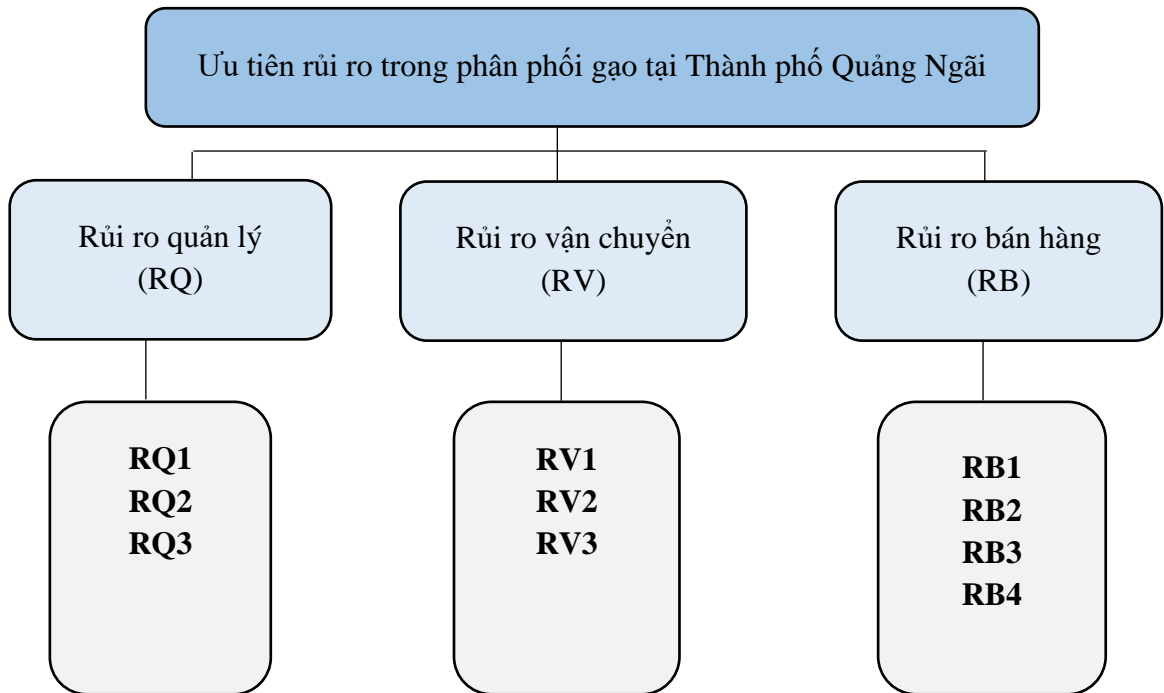 Ưu tiên rủi ro trong phân phối gạo tại Thành phố Quảng Ngãi
Rủi ro quản lý
(RQ)
Rủi ro vận chuyển
(RV)
Rủi ro bán hàng
(RB)
RQ1
RQ2
RQ3
RV1
RV2
RV3
RB1
RB2
RB3
RB4